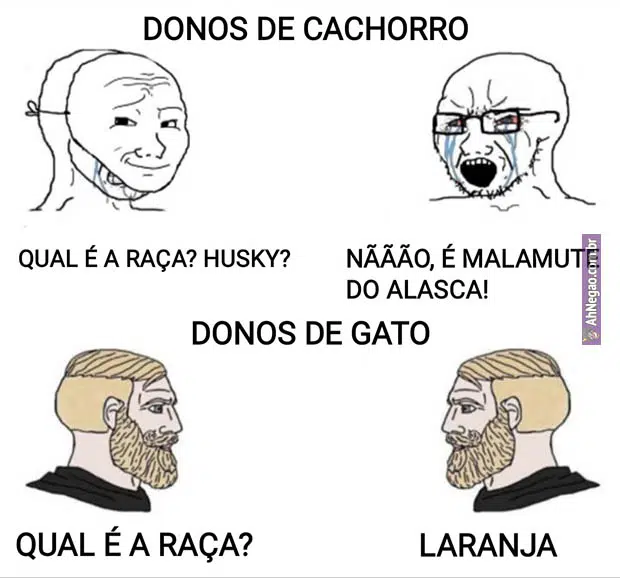 DONOS DE CACHORRO
QUAL É A RAÇA? HUSKY?
NÃÃÃO, É MALAMUTE
DO ALASCA!
AhNegao.com.br
DONOS DE GATO
QUAL É A RAÇA?
LARANJA